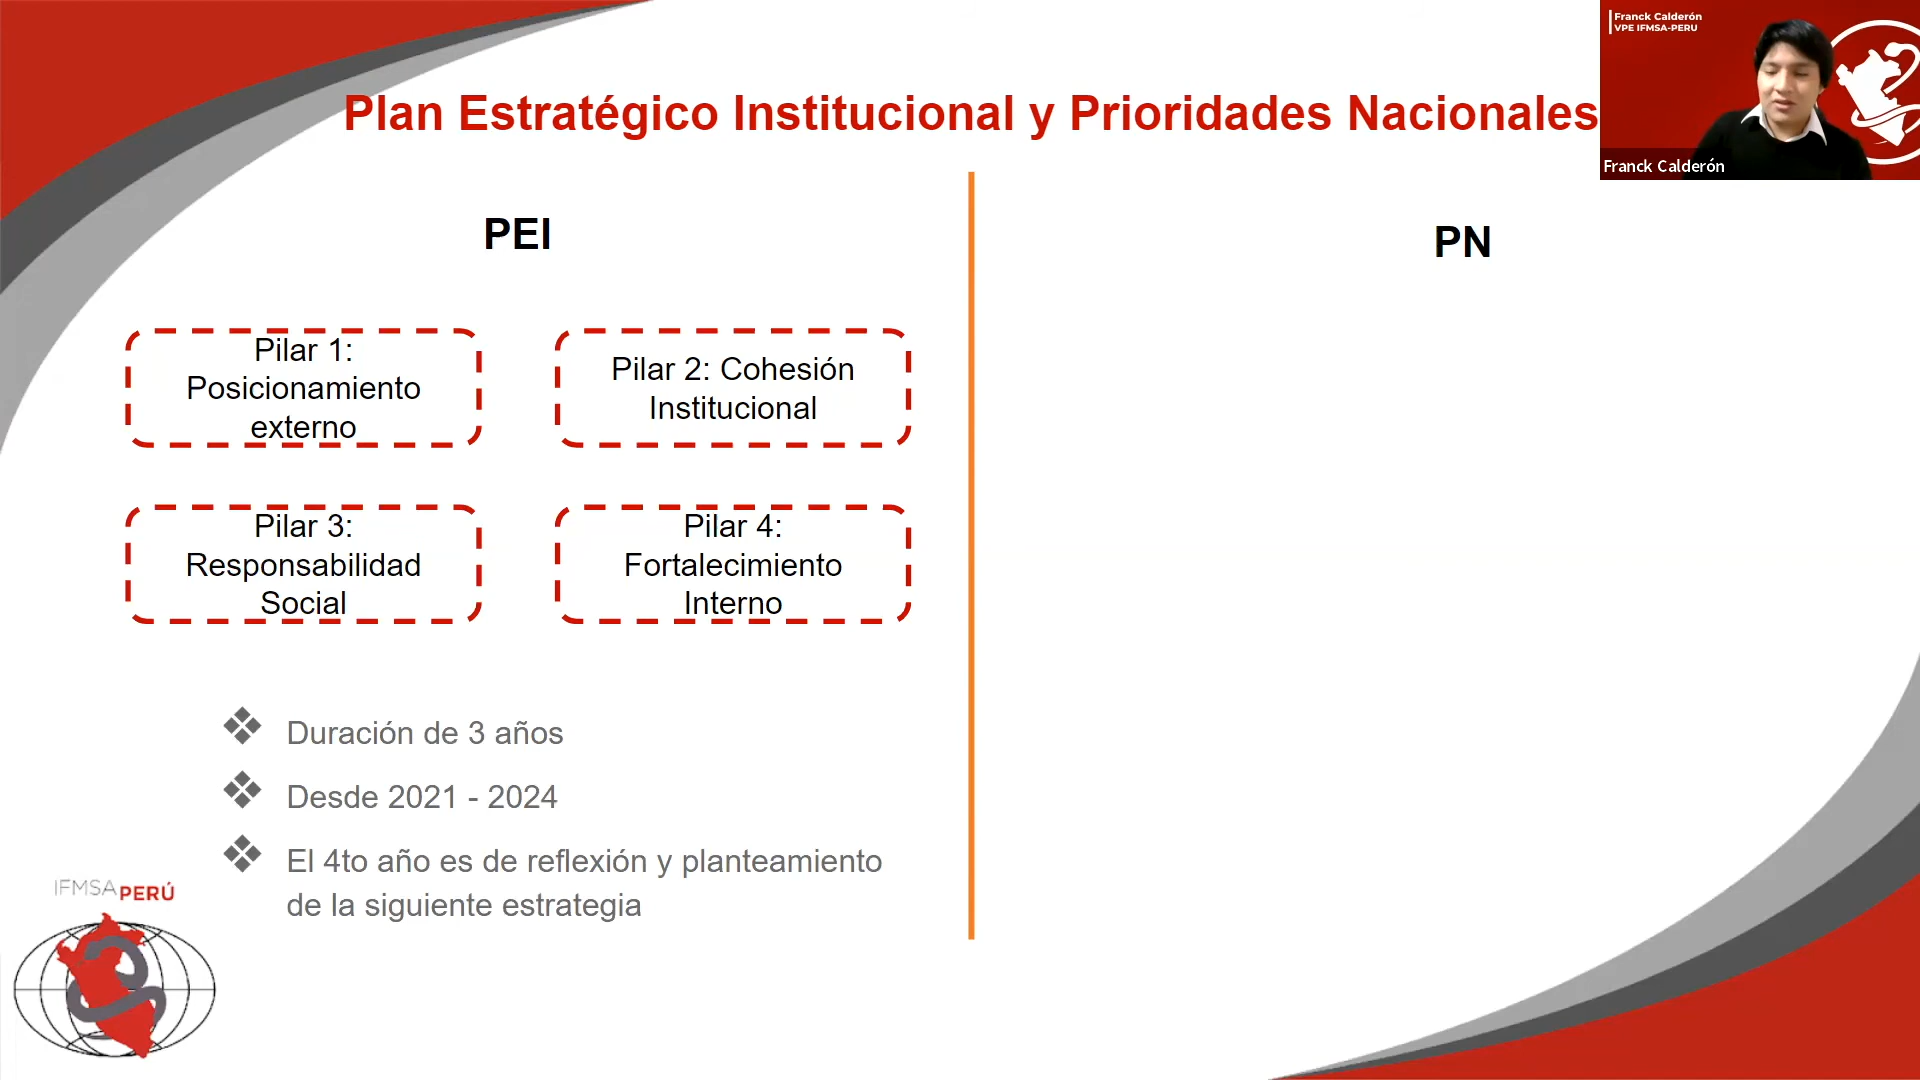 Franck Calderón
VPE IFMSA-PERU
Franck Calderón
Plan Estratégico Institucional y Prioridades Nacionales
PEI
Pilar 1:
Posicionamiento
externo
Pilar 2: Cohesión
Institucional
Pilar 3:
Responsabilidad
Social
Pilar 4:
Fortalecimiento
Interno
Duración de 3 años
Desde 2021 - 2024
El 4to año es de reflexión y planteamiento
de la siguiente estrategia
PN
IFMSA PERÚ